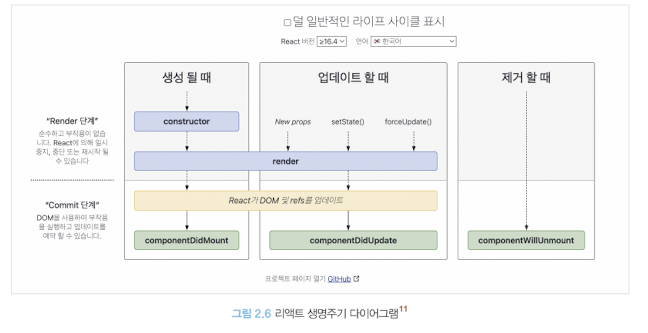 덜 일반적인 라이프 사이클 표시
React 버전 ≥16.4 언어 한국어
생성 될 때
업데이트 할 때
제거 할 때
"Render 단계"
순수하고 부작용이 없습
니다. React에 의해 일시
중지, 중단 또는 재시작 될
수 있습니다
constructor
New props
setState()
forceUpdate()
render
"Commit 단계"
DOM을 사용하여 부작용
을 실행하고 업데이트를
예약 할 수 있습니다.
React가 DOM 및 refs를 업데이트
componentDidMount
componentDidUpdate
componentWillUnmount
프로젝트 페이지 열기 GitHub
그림 2.6 리액트 생명주기 다이어그램11